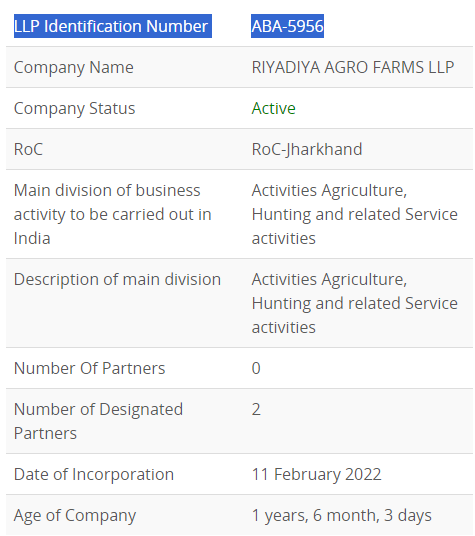 LLP Identification Number ABA-5956
Company Name RIYADIYA AGRO FARMS LLP
Company Status Active
RoC RoC-Jharkhand
Main division of business activity to be carried out in India Activities Agriculture, Hunting and related Service activities
Description of main division Activities Agriculture, Hunting and related Service activities
Number Of Partners 0
Number of Designated Partners 2
Date of Incorporation 11 February 2022
Age of Company 1 years, 6 month, 3 days